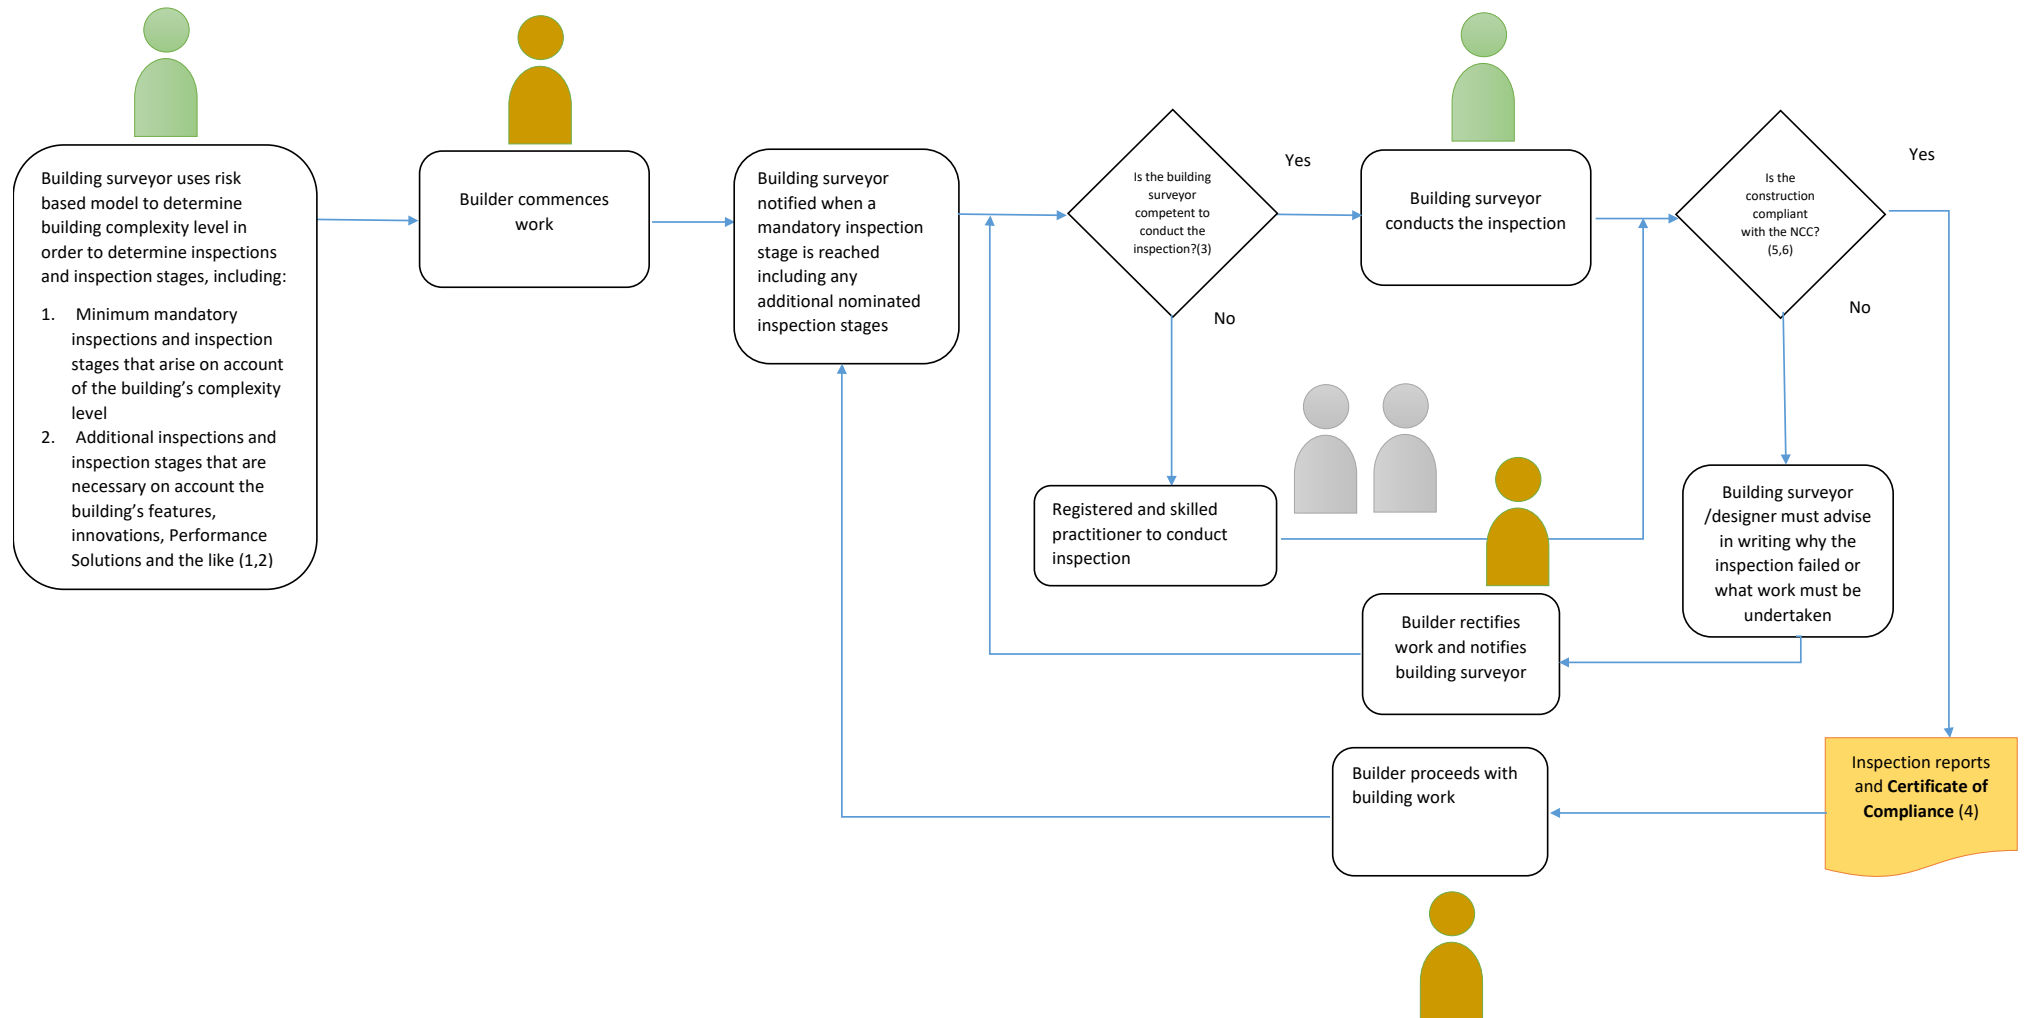 Building surveyor uses risk
based model to determine
building complexity level in
order to determine inspections
and inspection stages, including:
1. Minimum mandatory
inspections and inspection
stages that arise on account
of the building’s complexity
level
2. Additional inspections and
inspection stages that are
necessary on account the
building’s features,
innovations, Performance
Solutions and the like (1,2)
Builder commences
work
Building surveyor
notified when a
mandatory inspection
stage is reached
including any
additional nominated
inspection stages
Is the building
surveyor
competent to
conduct the
inspection?(3)
Yes
No
Building surveyor
conducts the inspection
Registered and skilled
practitioner to conduct
inspection
Is the
construction
compliant
with the NCC?
(5,6)
Yes
No
Building surveyor
/designer must advise
in writing why the
inspection failed or
what work must be
undertaken
Builder rectifies
work and notifies
building surveyor
Inspection reports
and Certificate of
Compliance (4)
Builder proceeds with
building work